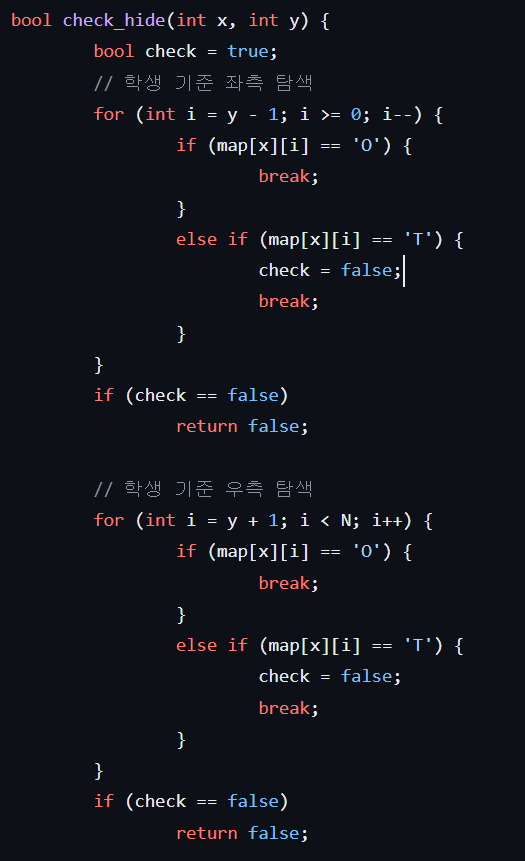 bool check_hide(int x, int y) {
        bool check = true;
        // 학생 기준 좌측 탐색
        for (int i = y - 1; i >= 0; i--) {
                if (map[x][i] == 'O') {
                        break;
                }
                else if (map[x][i] == 'T') {
                        check = false;
                        break;
                }
        }
        if (check == false)
                return false;

        // 학생 기준 우측 탐색
        for (int i = y + 1; i < N; i++) {
                if (map[x][i] == 'O') {
                        break;
                }
                else if (map[x][i] == 'T') {
                        check = false;
                        break;
                }
        }
        if (check == false)
                return false;